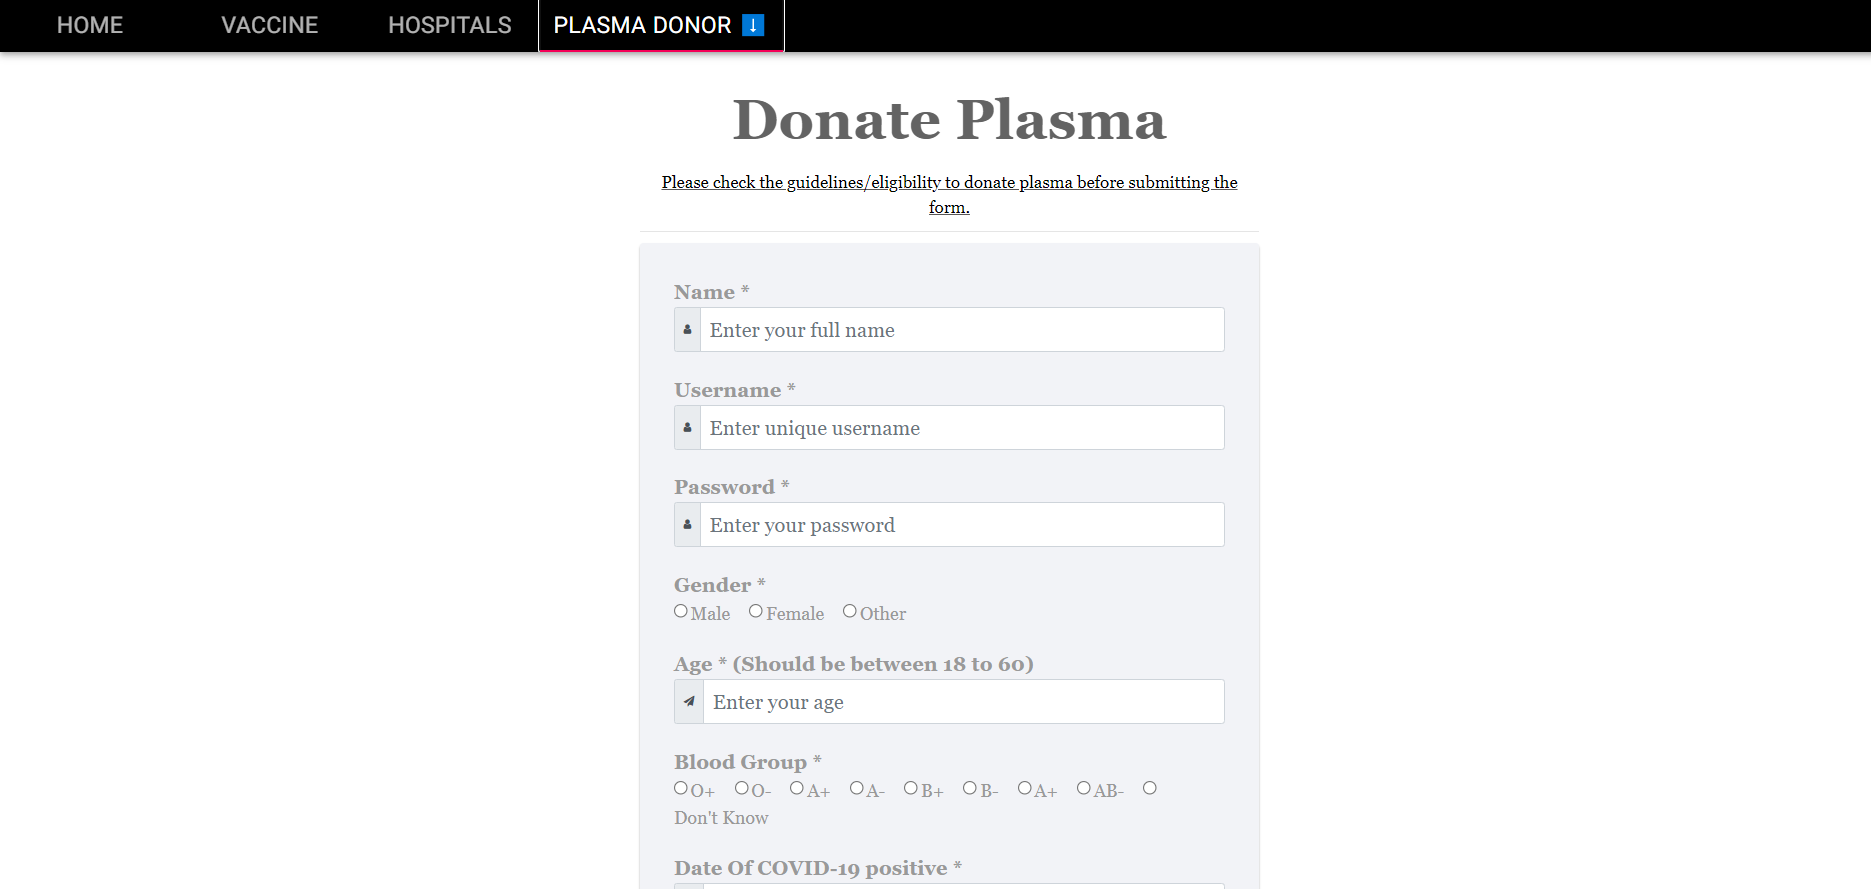 HOME VACCINE HOSPITALS PLASMA DONOR ⬇
Donate Plasma
Please check the guidelines/eligibility to donate plasma before submitting the
form.
Name *
Enter your full name
Username *
Enter unique username
Password *
Enter your password
Gender *
Male Female Other
Age * (Should be between 18 to 60)
Enter your age
Blood Group *
O+ O- A+ A- B+ B- A+ AB-
Don't Know
Date Of COVID-19 positive *